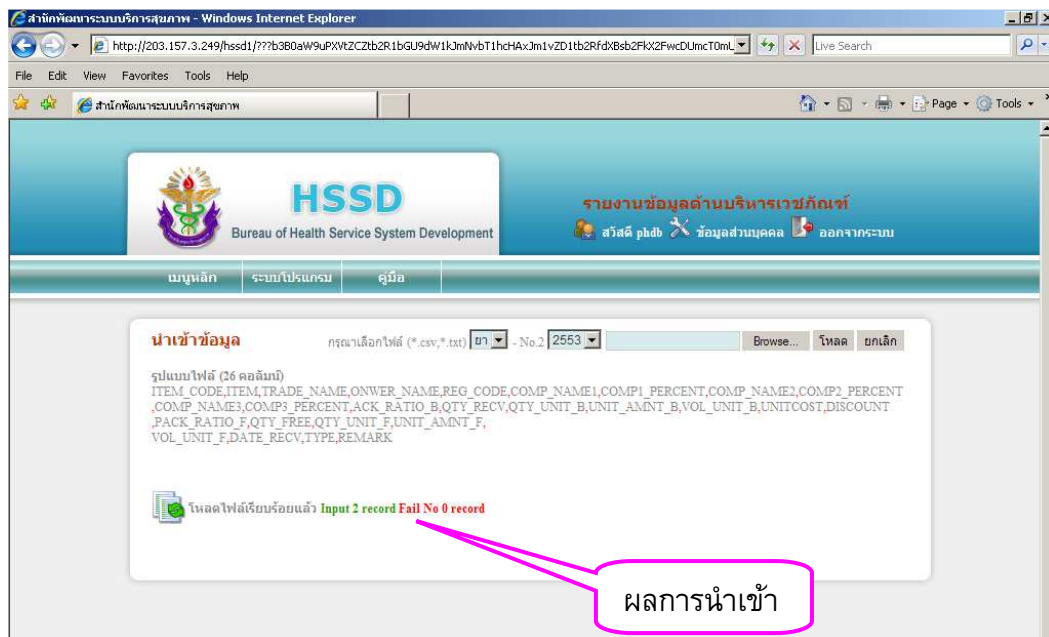 สำนักพัฒนาระบบบริการสุขภาพ - Windows Internet Explorer
Live Search
File Edit View Favorites Tools Help
สำนักพัฒนาระบบบริการสุขภาพ
Page Tools
HSSD
Bureau of Health Service System Development
รายงานข้อมูลด้านบริหารเวชภัณฑ์
สวัสดี phdb ข้อมูลส่วนบุคคล ออกจากระบบ
เมนูหลัก ระบบโปรแกรม คู่มือ
นำเข้าข้อมูล กรุณาเลือกไฟล์ (*.csv,*.txt) ยา - No.2 2553 Browse... โหลด ยกเลิก
รูปแบบไฟล์ (26 คอลัมน์)
ITEM_CODE,ITEM,TRADE_NAME,ONWER_NAME,REG_CODE,COMP_NAME1,COMP1_PERCENT,COMP_NAME2,COMP2_PERCENT
,COMP_NAME3,COMP3_PERCENT,ACK_RATIO_B,QTY_RECV,QTY_UNIT_B,UNIT_AMNT_B,VOL_UNIT_B,UNITCOST,DISCOUNT
,PACK_RATIO_F,QTY_FREE,QTY_UNIT_F,UNIT_AMNT_F,
VOL_UNIT_F,DATE_RECV,TYPE,REMARK
โหลดไฟล์เรียบร้อยแล้ว Input 2 record Fail No 0 record
ผลการนำเข้า